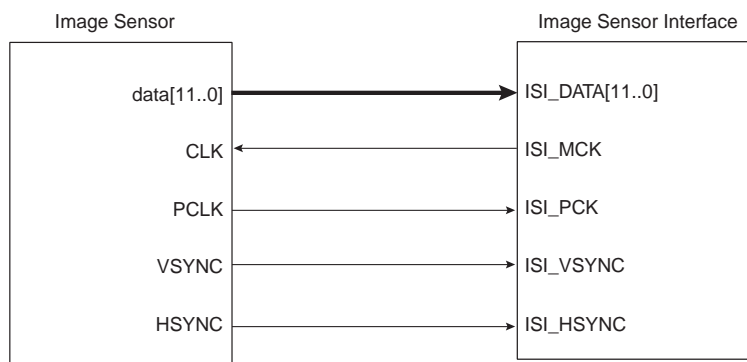 Image Sensor
Image Sensor Interface
data[11..0]
ISI_DATA[11..0]
CLK
ISI_MCK
PCLK
ISI_PCK
VSYNC
ISI_VSYNC
HSYNC
ISI_HSYNC